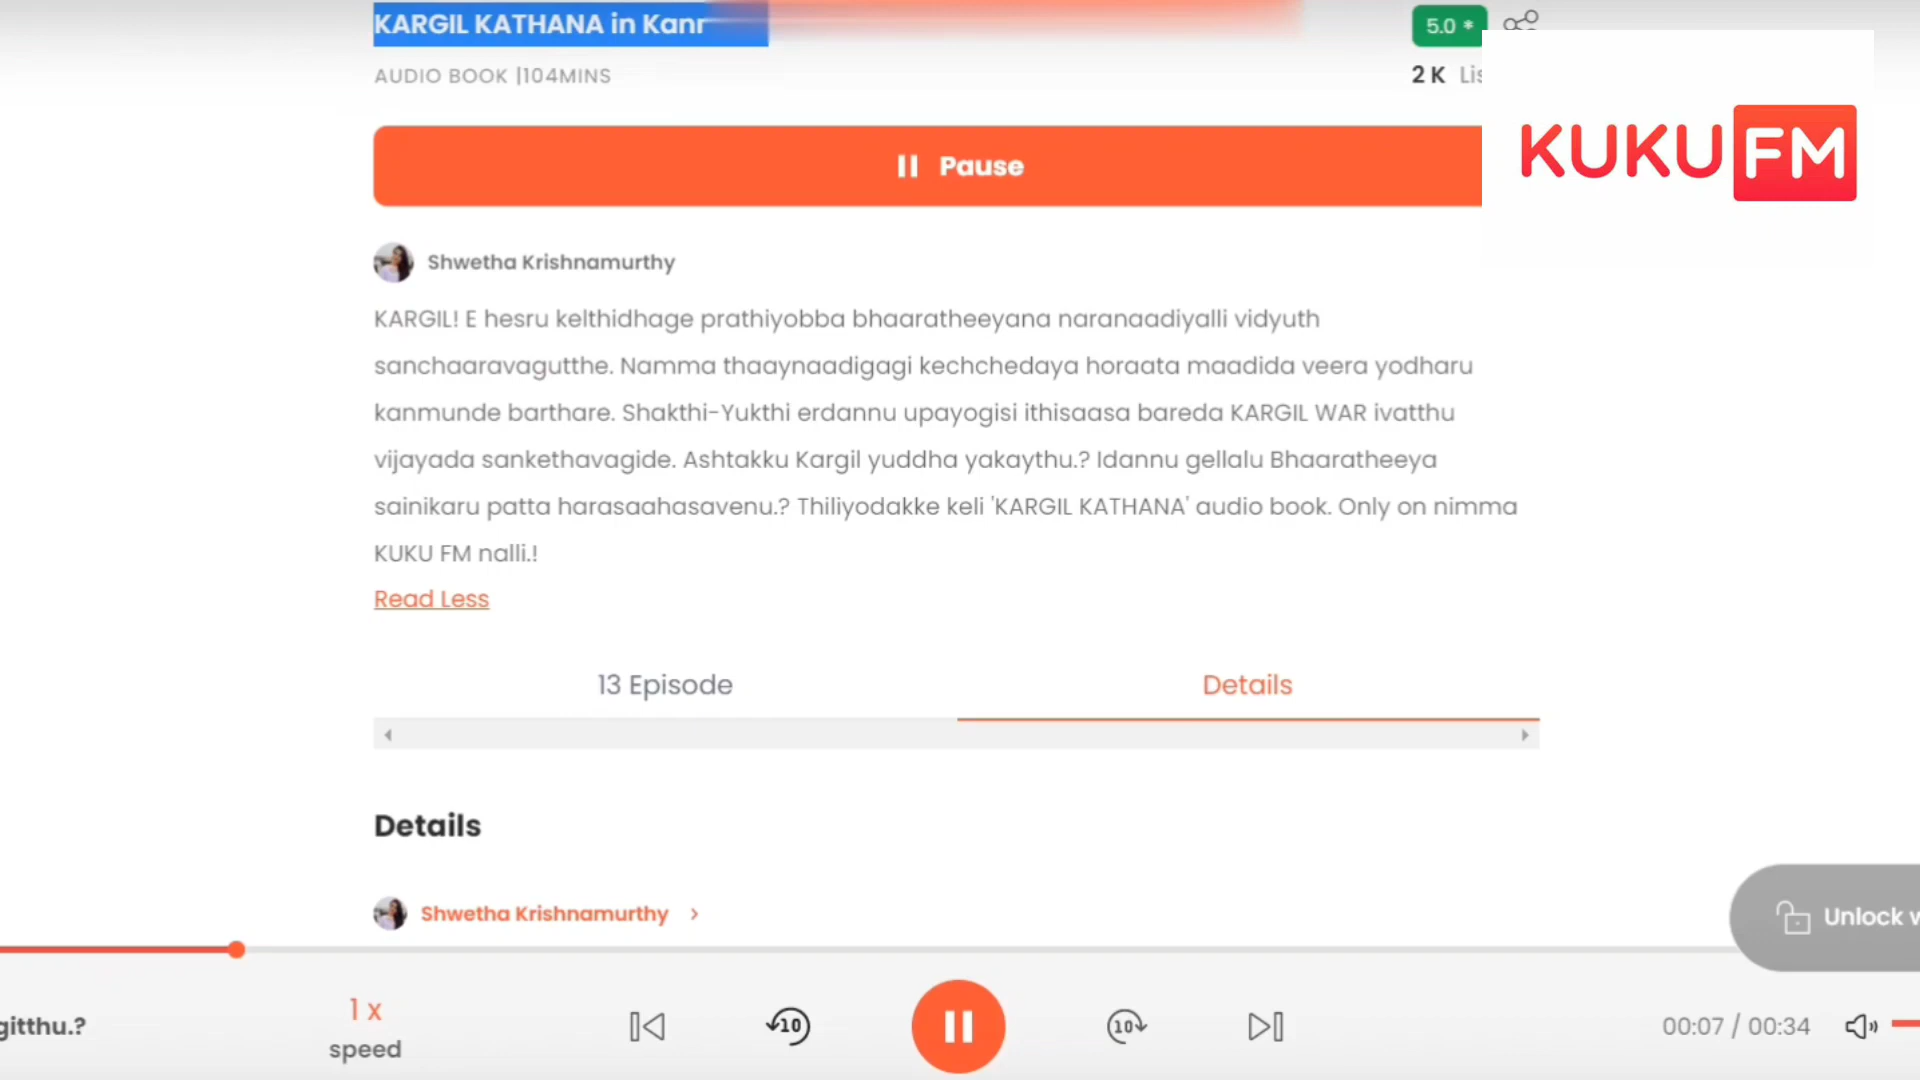 KARGIL KATHANA in Kanr
5.0 *
AUDIO BOOK |104MINS
2 K Lis
KUKU FM
Pause
Shwetha Krishnamurthy
KARGIL! E hesru kelthidhage prathiyobba bhaaratheeyana naranaadiyalli vidyuth
sanchaaravagutthe. Namma thaaynaadigagi kechchedaya horaata maadida veera yodharu
kanmunde barthare. Shakthi-Yukthi erdannu upayogisi ithisaasa bareda KARGIL WAR ivatthu
vijayada sankethavagide. Ashtakku Kargil yuddha yakaythu.? Idannu gellalu Bhaaratheeya
sainikaru patta harasaahasavenu.? Thiliyodakke keli 'KARGIL KATHANA' audio book. Only on nimma
KUKU FM nalli.!
Read Less
13 Episode
Details
Details
Shwetha Krishnamurthy
Unlock
gitthu.?
1 x
speed
10
10
00:07 / 00:34